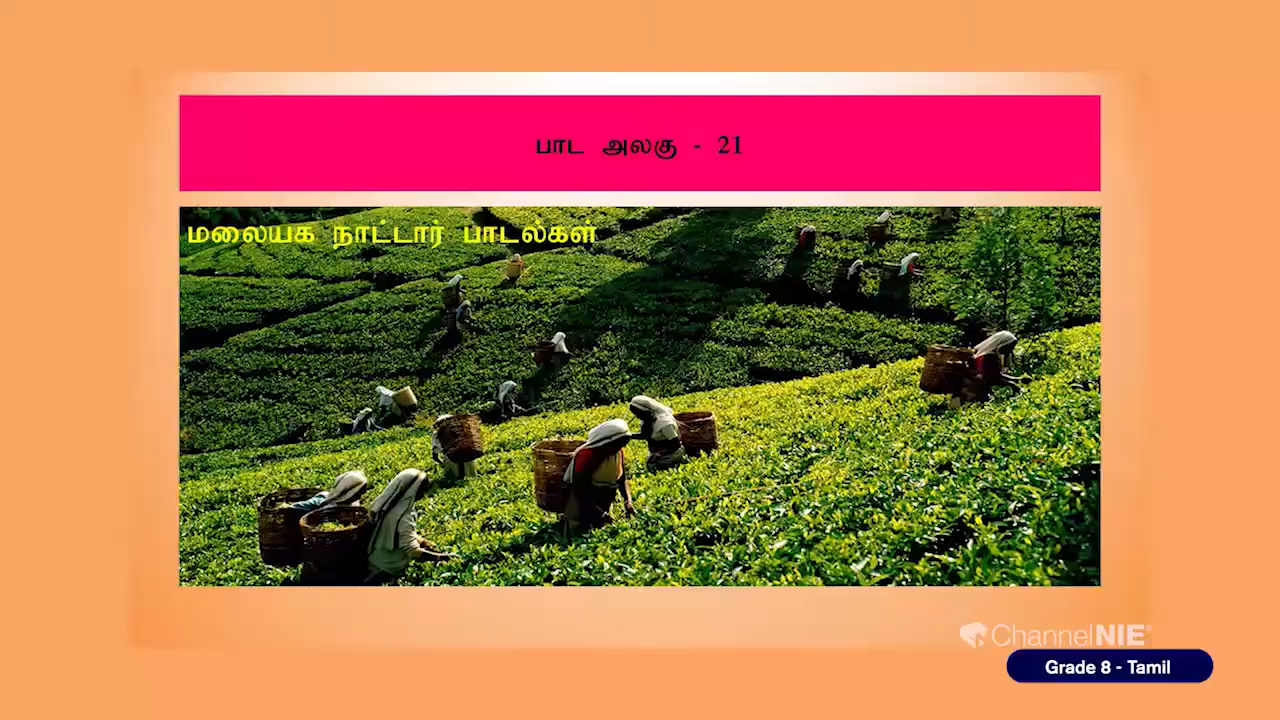 பாட அலகு - 21
மலையக நாட்டார் பாடல்கள்
ChannelNIE
Grade 8 - Tamil